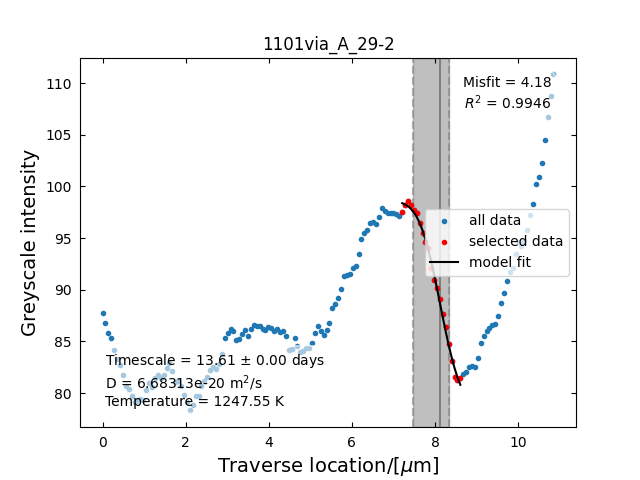 1101via_A_29-2
Misfit = 4.18
R² = 0.9946
110
105
100
95
90
85
80
Greyscale intensity
all data
selected data
model fit
Timescale = 13.61 ± 0.00 days
D = 6.68313e-20 m²/s
Temperature = 1247.55 K
0 2 4 6 8 10
Traverse location/[μm]